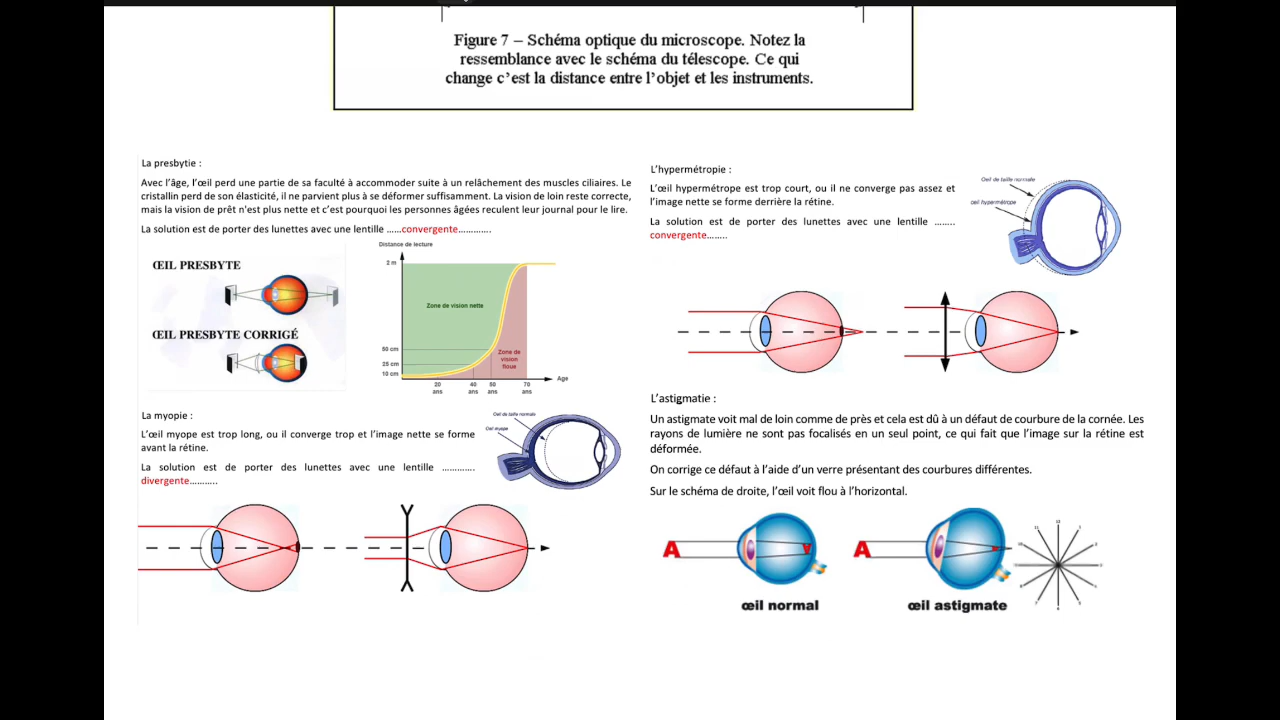 Figure 7 – Schéma optique du microscope. Notez la
ressemblance avec le schéma du télescope. Ce qui
change c’est la distance entre l’objet et les instruments.
La presbytie :
Avec l’âge, l’œil perd une partie de sa faculté à accommoder suite à un relâchement des muscles ciliaires. Le
cristallin perd de son élasticité, il ne parvient plus à se déformer suffisamment. La vision de loin reste correcte,
mais la vision de prêt n'est plus nette et c’est pourquoi les personnes âgées reculent leur journal pour le lire.
La solution est de porter des lunettes avec une lentille ……convergente………….
ŒIL PRESBYTE
ŒIL PRESBYTE CORRIGÉ
Distance de lecture
2 m
Zone de vision nette
50 cm
25 cm
10 cm
Zone de
vision
floue
Age
20 ans
40 ans
50 ans
70 ans
La myopie :
L’œil myope est trop long, ou il converge trop et l’image nette se forme
avant la rétine.
La solution est de porter des lunettes avec une lentille ………….
divergente………..
Œil de taille normale
Œil myope
L’hypermétropie :
L’œil hypermétrope est trop court, ou il ne converge pas assez et
l’image nette se forme derrière la rétine.
La solution est de porter des lunettes avec une lentille ……..
convergente……..
Œil de taille normale
œil hypermétrope
L’astigmatie :
Un astigmate voit mal de loin comme de près et cela est dû à un défaut de courbure de la cornée. Les
rayons de lumière ne sont pas focalisés en un seul point, ce qui fait que l’image sur la rétine est
déformée.
On corrige ce défaut à l’aide d’un verre présentant des courbures différentes.
Sur le schéma de droite, l’œil voit flou à l’horizontal.
A
A
œil normal
A
œil astigmate